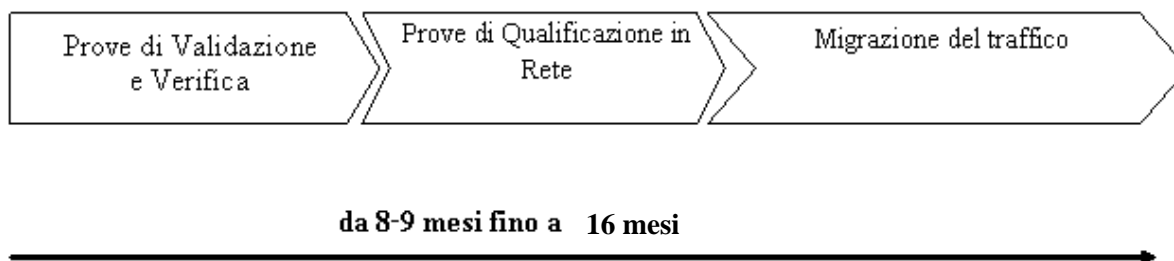 Prove di Validazione
e Verifica
Prove di Qualificazione in
Rete
Migrazione del traffico
da 8-9 mesi fino a 16 mesi